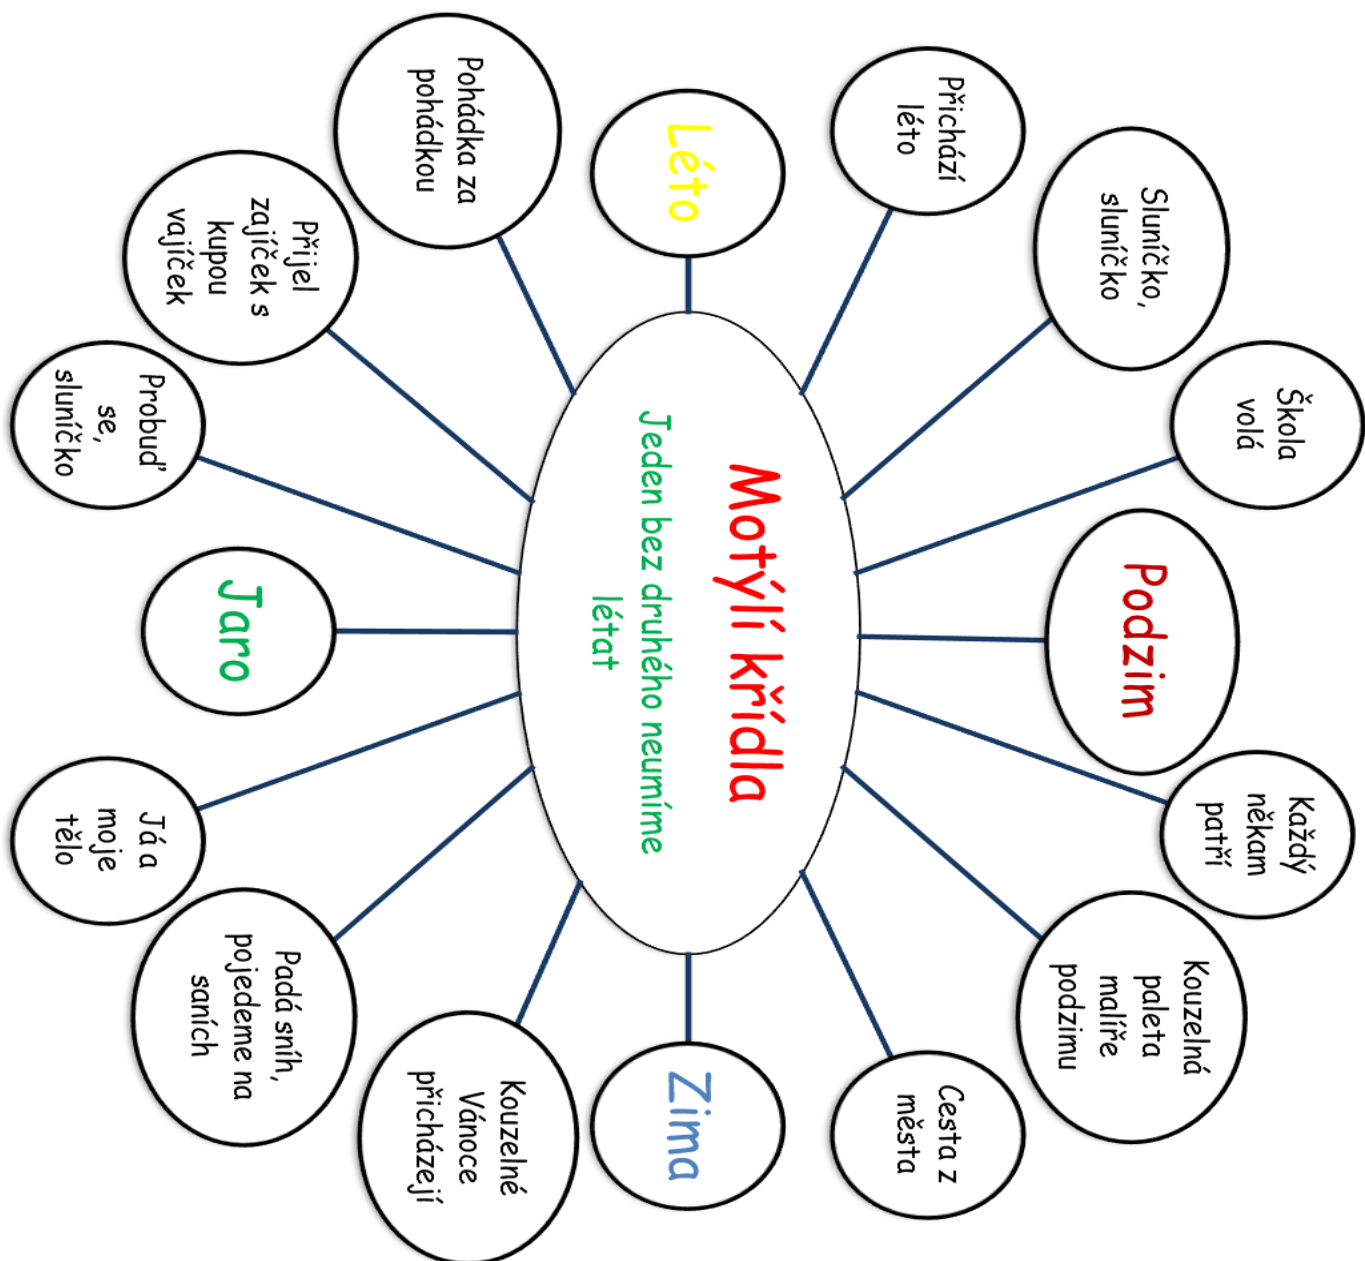 Podzim
Každý
někam
patří
Kouzelná
paleta
malíře
podzimu
Cesta z
města
Zima
Kouzelné
Vánoce
přicházejí
Padá sníh,
pojedeme na
saních
Já a
moje
tělo
Jaro
Probuď
se,
sluníčko
Přijel
zajíček s
kupou
vajíček
Pohádka za
pohádkou
Léto
Přichází
léto
Sluníčko,
sluníčko
Škola
volá
Motýlí křídla
Jeden bez druhého neumíme
létat